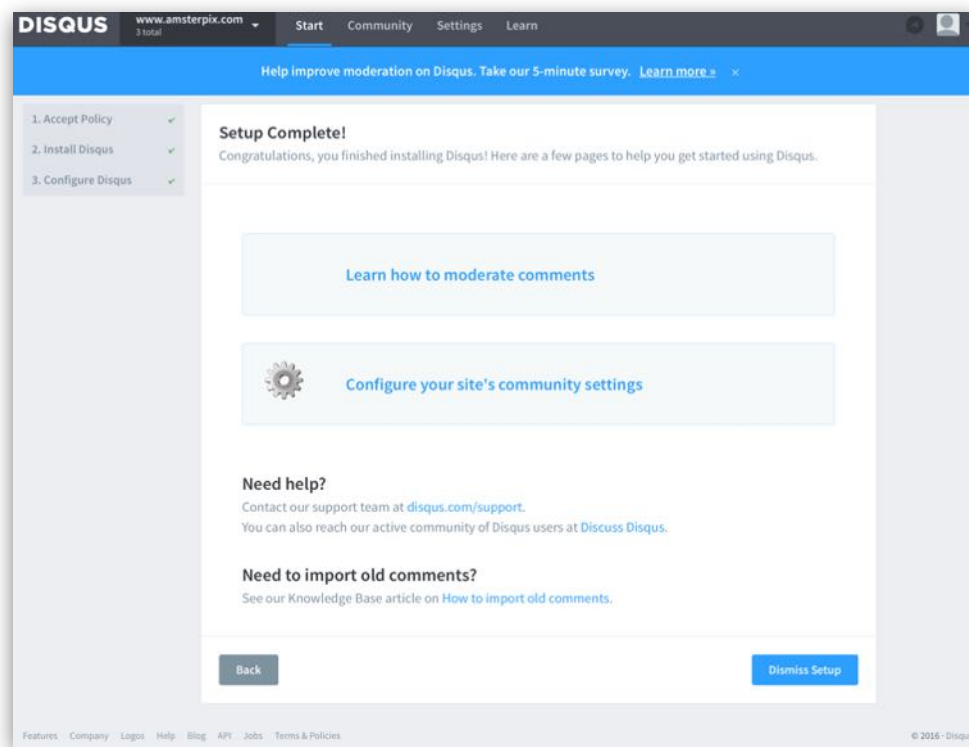 DISQUS
www.amsterpix.com
3 total
Start Community Settings Learn
Help improve moderation on Disqus. Take our 5-minute survey. Learn more » ×
1. Accept Policy ✓
2. Install Disqus ✓
3. Configure Disqus ✓
Setup Complete!
Congratulations, you finished installing Disqus! Here are a few pages to help you get started using Disqus.
Learn how to moderate comments
Configure your site's community settings
Need help?
Contact our support team at disqus.com/support.
You can also reach our active community of Disqus users at Discuss Disqus.
Need to import old comments?
See our Knowledge Base article on How to import old comments.
Back Dismiss Setup
Features Company Logos Help Blog API Jobs Terms & Policies © 2016 - Disqu